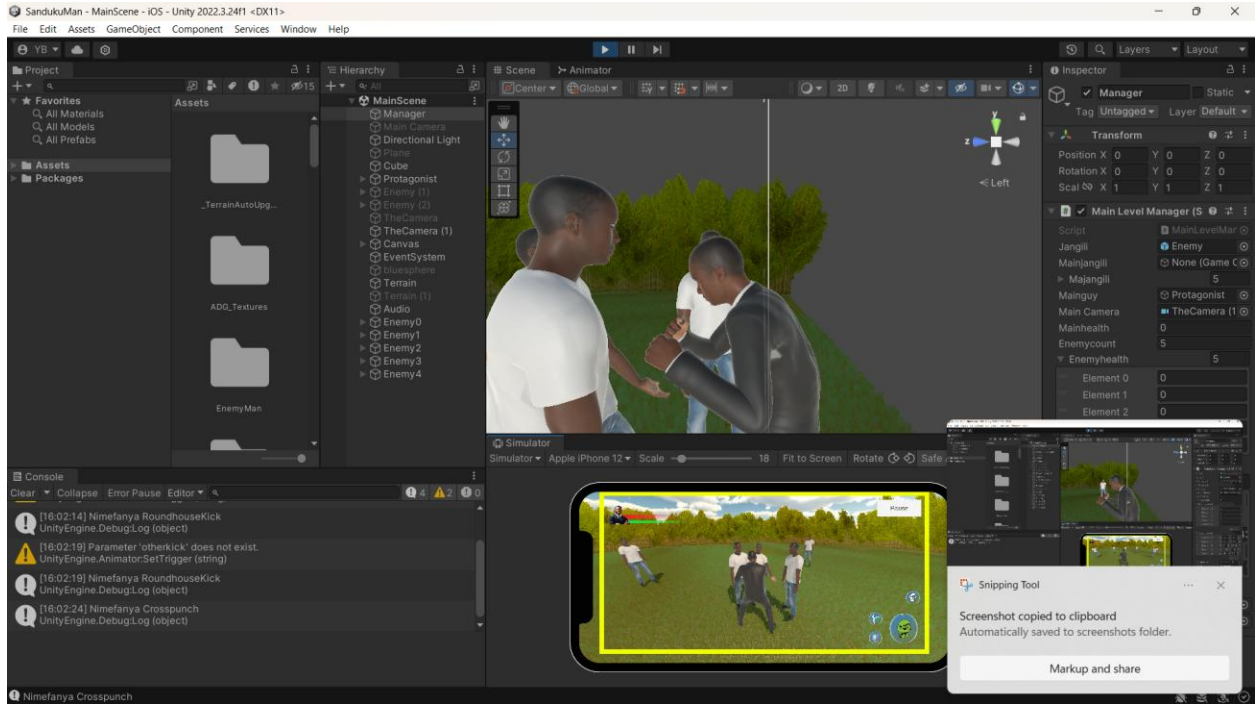 SandukuMan - MainScene - iOS - Unity 2022.3.24f1 <DX11>
File Edit Assets GameObject Component Services Window Help
YB
Layers
Layout
Project
15
Favorites
All Materials
All Models
All Prefabs
Assets
Packages
Assets
_TerrainAutoUpg...
ADG_Textures
EnemyMan
Hierarchy
All
MainScene
Manager
Main Camera
Directional Light
Plane
Cube
Protagonist
Enemy (1)
Enemy (2)
TheCamera
TheCamera (1)
Canvas
EventSystem
bluesphere
Terrain
Terrain (1)
Audio
Enemy0
Enemy1
Enemy2
Enemy3
Enemy4
Scene Animator
Center Global 2D
y
z
Left
Simulator
Simulator Apple iPhone 12 Scale 18 Fit to Screen Rotate Safe
Pause
Inspector
Manager Static
Tag Untagged Layer Default
Transform
Position X 0 Y 0 Z 0
Rotation X 0 Y 0 Z 0
Scal X 1 Y 1 Z 1
Main Level Manager (S
Script MainLevelMar
Jangili Enemy
Mainjangili None (Game C
Majangili 5
Mainguy Protagonist
Main Camera TheCamera (1
Mainhealth 0
Enemycount 5
Enemyhealth 5
Element 0 0
Element 1 0
Element 2 0
Console
Clear Collapse Error Pause Editor 4 2 0
[16:02:14] Nimefanya RoundhouseKick
UnityEngine.Debug:Log (object)
[16:02:19] Parameter 'otherkick' does not exist.
UnityEngine.Animator:SetTrigger (string)
[16:02:19] Nimefanya RoundhouseKick
UnityEngine.Debug:Log (object)
[16:02:24] Nimefanya Crosspunch
UnityEngine.Debug:Log (object)
Nimefanya Crosspunch
Snipping Tool
Screenshot copied to clipboard
Automatically saved to screenshots folder.
Markup and share